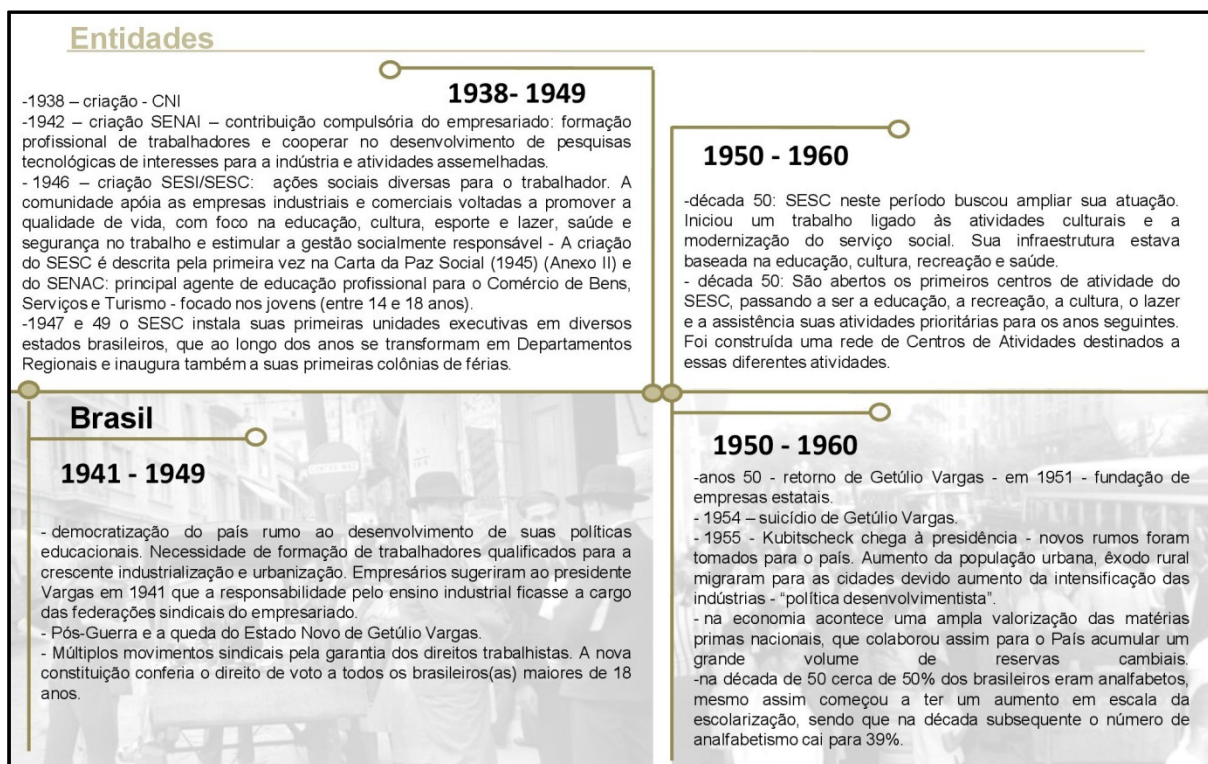 Entidades
1938- 1949
-1938 – criação - CNI
-1942 – criação SENAI – contribuição compulsória do empresariado: formação
profissional de trabalhadores e cooperar no desenvolvimento de pesquisas
tecnológicas de interesses para a indústria e atividades assemelhadas.
- 1946 – criação SESI/SESC: ações sociais diversas para o trabalhador. A
comunidade apóia as empresas industriais e comerciais voltadas a promover a
qualidade de vida, com foco na educação, cultura, esporte e lazer, saúde e
segurança no trabalho e estimular a gestão socialmente responsável - A criação
do SESC é descrita pela primeira vez na Carta da Paz Social (1945) (Anexo II) e
do SENAC: principal agente de educação profissional para o Comércio de Bens,
Serviços e Turismo - focado nos jovens (entre 14 e 18 anos).
-1947 e 49 o SESC instala suas primeiras unidades executivas em diversos
estados brasileiros, que ao longo dos anos se transformam em Departamentos
Regionais e inaugura também a suas primeiras colônias de férias.
1950 - 1960
-década 50: SESC neste período buscou ampliar sua atuação.
Iniciou um trabalho ligado às atividades culturais e a
modernização do serviço social. Sua infraestrutura estava
baseada na educação, cultura, recreação e saúde.
- década 50: São abertos os primeiros centros de atividade do
SESC, passando a ser a educação, a recreação, a cultura, o lazer
e a assistência suas atividades prioritárias para os anos seguintes.
Foi construída uma rede de Centros de Atividades destinados a
essas diferentes atividades.
Brasil
1941 - 1949
- democratização do país rumo ao desenvolvimento de suas políticas
educacionais. Necessidade de formação de trabalhadores qualificados para a
crescente industrialização e urbanização. Empresários sugeriram ao presidente
Vargas em 1941 que a responsabilidade pelo ensino industrial ficasse a cargo
das federações sindicais do empresariado.
- Pós-Guerra e a queda do Estado Novo de Getúlio Vargas.
- Múltiplos movimentos sindicais pela garantia dos direitos trabalhistas. A nova
constituição conferia o direito de voto a todos os brasileiros(as) maiores de 18
anos.
1950 - 1960
-anos 50 - retorno de Getúlio Vargas - em 1951 - fundação de
empresas estatais.
- 1954 – suicídio de Getúlio Vargas.
- 1955 - Kubitscheck chega à presidência - novos rumos foram
tomados para o país. Aumento da população urbana, êxodo rural
migraram para as cidades devido aumento da intensificação das
indústrias - “política desenvolvimentista”.
- na economia acontece uma ampla valorização das matérias
primas nacionais, que colaborou assim para o País acumular um
grande volume de reservas cambiais.
-na década de 50 cerca de 50% dos brasileiros eram analfabetos,
mesmo assim começou a ter um aumento em escala da
escolarização, sendo que na década subsequente o número de
analfabetismo cai para 39%.